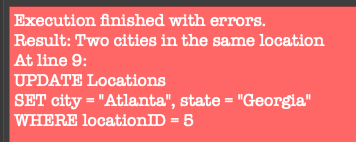 Execution finished with errors.
Result: Two cities in the same location
At line 9:
UPDATE Locations
SET city = "Atlanta", state = "Georgia"
WHERE locationID = 5